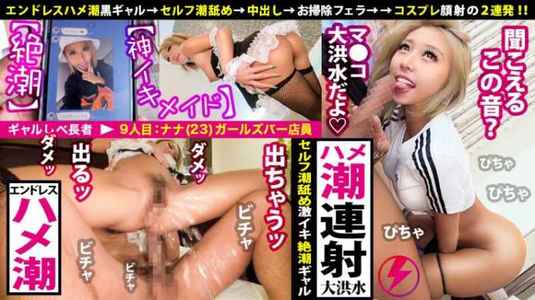 エンドレスハメ潮黒ギャル→セルフ潮舐め→中出し→お掃除フェラ→→コスプレ顔射の2連発!!
【絶潮】
【神イキメイド】
マ●コ
大洪水だよ♡
聞こえる
この音?
ギャルしべ長者 ▶ 9人目:ナナ(23)ガールズバー店員
ダメッ
出るッ
ダメッ
出ちゃうッ
ビチャ
ビチャ
エンドレス
ハメ潮
セルフ潮舐め激イキ絶潮ギャル
ハメ
潮連射
大洪水
ぴちゃ
ぴちゃ
ぴちゃ